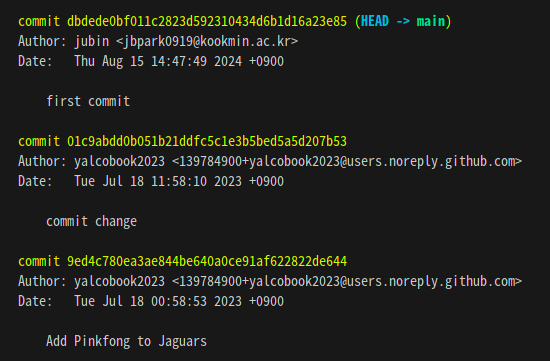 commit dbdede0bf011c2823d592310434d6b1d16a23e85 (HEAD -> main)
Author: jubin <jbpark0919@kookmin.ac.kr>
Date:   Thu Aug 15 14:47:49 2024 +0900
first commit
commit 01c9abdd0b051b21ddfc5c1e3b5bed5a5d207b53
Author: yalcobook2023 <139784900+yalcobook2023@users.noreply.github.com>
Date:   Tue Jul 18 11:58:10 2023 +0900
commit change
commit 9ed4c780ea3ae844be640a0ce91af622822de644
Author: yalcobook2023 <139784900+yalcobook2023@users.noreply.github.com>
Date:   Tue Jul 18 00:58:53 2023 +0900
Add Pinkfong to Jaguars